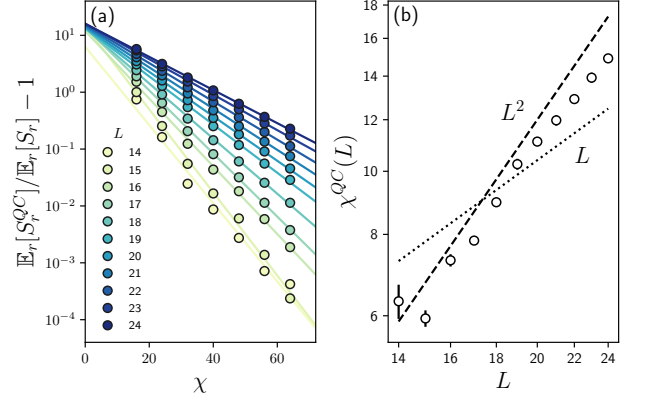 (a)
𝔼_r[S_r^{QC}]/𝔼_r[S_r] − 1
10^1
10^0
10^{−1}
10^{−2}
10^{−3}
10^{−4}
L
14
15
16
17
18
19
20
21
22
23
24
0 20 40 60
χ
(b)
χ^{QC}(L)
18
16
14
12
10
8
6
L^2
L
14 16 18 20 22 24
L